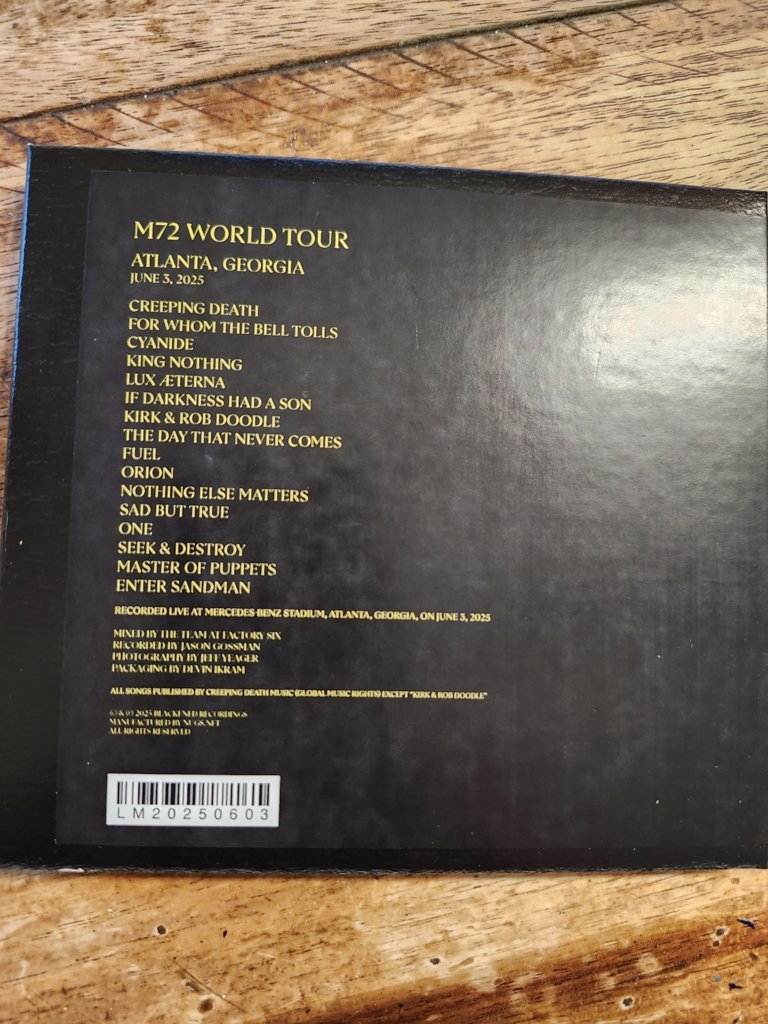 M72 WORLD TOUR
ATLANTA, GEORGIA
JUNE 3, 2025
CREEPING DEATH
FOR WHOM THE BELL TOLLS
CYANIDE
KING NOTHING
LUX ÆTERNA
IF DARKNESS HAD A SON
KIRK & ROB DOODLE
THE DAY THAT NEVER COMES
FUEL
ORION
NOTHING ELSE MATTERS
SAD BUT TRUE
ONE
SEEK & DESTROY
MASTER OF PUPPETS
ENTER SANDMAN
RECORDED LIVE AT MERCEDES-BENZ STADIUM, ATLANTA, GEORGIA, ON JUNE 3, 2025
MIXED BY THE TEAM AT FACTORY SIX
RECORDED BY JASON GOSSMAN
PHOTOGRAPHY BY JEFF YEAGER
PACKAGING BY DEVIN IKRAM
ALL SONGS PUBLISHED BY CREEPING DEATH MUSIC (GLOBAL MUSIC RIGHTS) EXCEPT "KIRK & ROB DOODLE"
© & ℗ 2025 BLACKENED RECORDINGS
MANUFACTURED BY NUGS.NET
ALL RIGHTS RESERVED
LM20250603